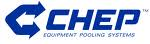 CHEP
EQUIPMENT POOLING SYSTEMS